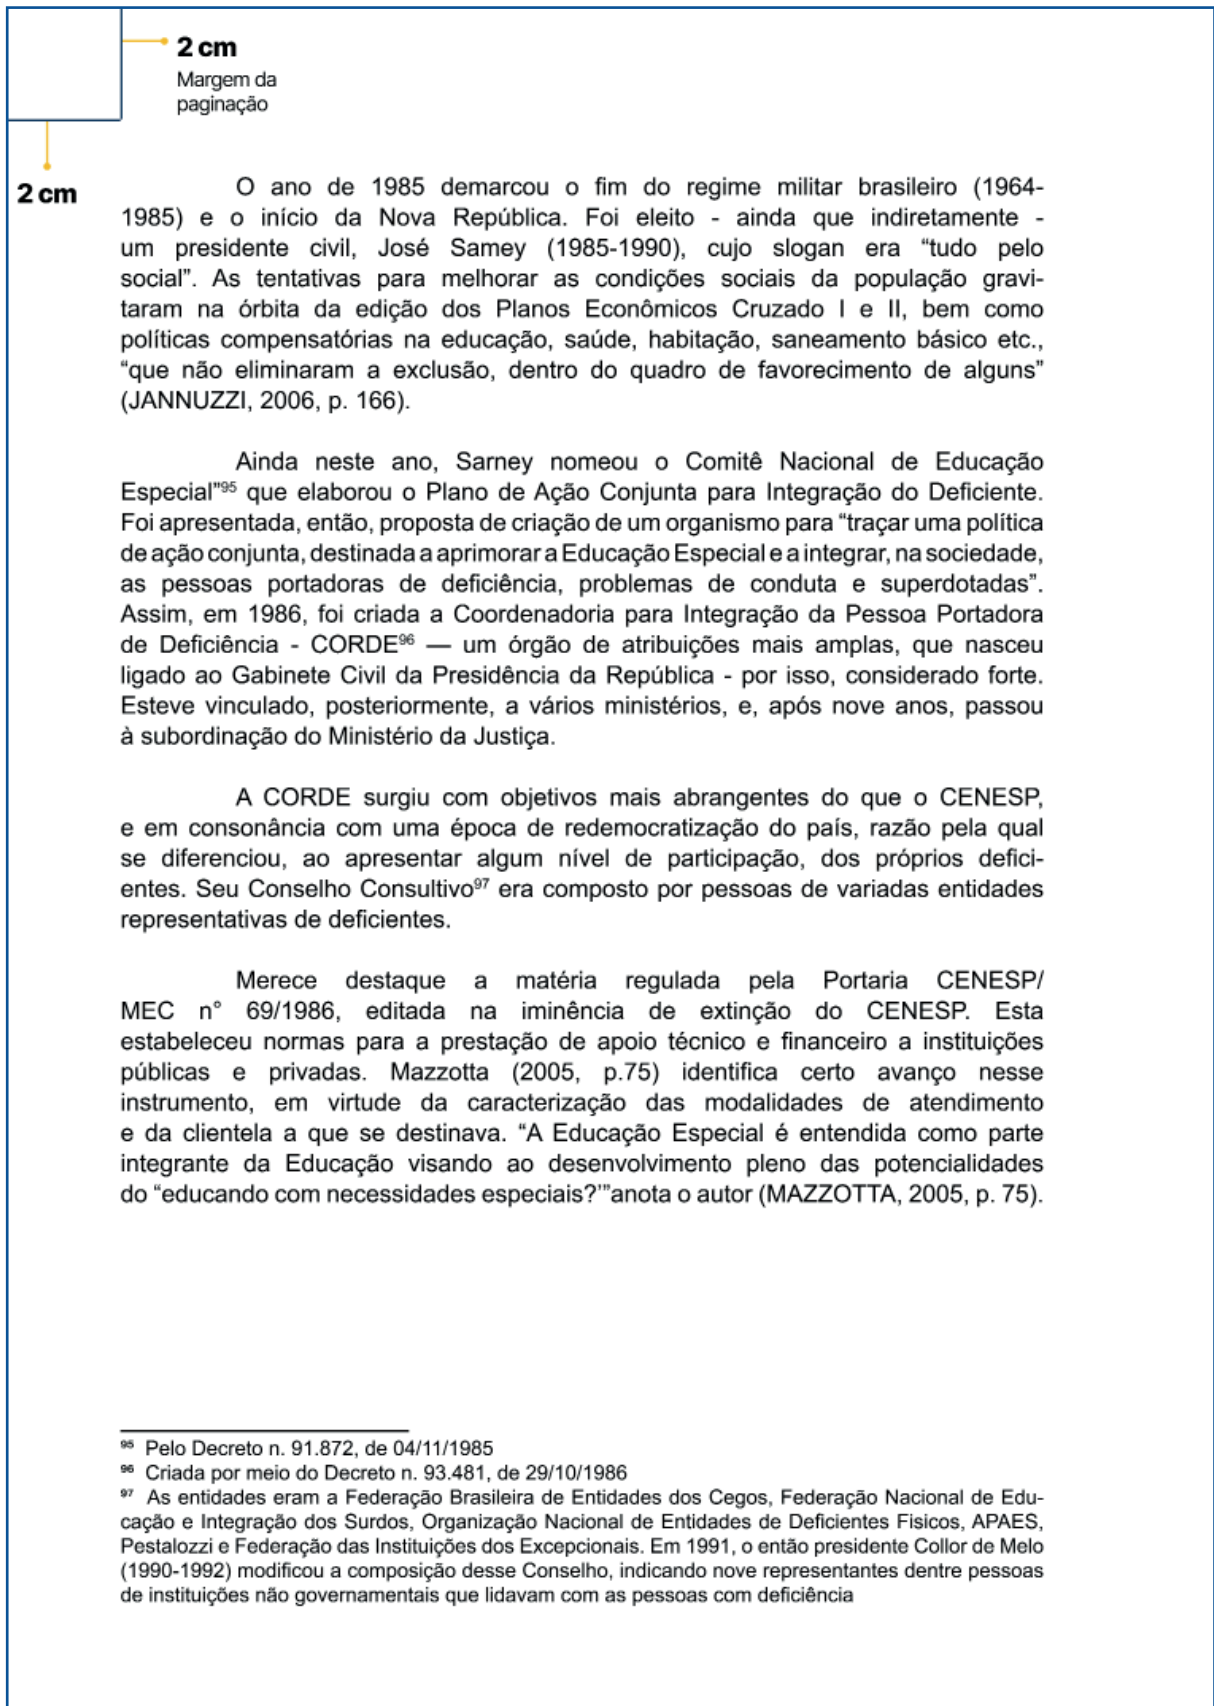 2 cm
Margem da
paginação
2 cm
O ano de 1985 demarcou o fim do regime militar brasileiro (1964-
1985) e o início da Nova República. Foi eleito - ainda que indiretamente -
um presidente civil, José Samey (1985-1990), cujo slogan era “tudo pelo
social”. As tentativas para melhorar as condições sociais da população gravi-
taram na órbita da edição dos Planos Econômicos Cruzado I e II, bem como
políticas compensatórias na educação, saúde, habitação, saneamento básico etc.,
“que não eliminaram a exclusão, dentro do quadro de favorecimento de alguns”
(JANNUZZI, 2006, p. 166).
Ainda neste ano, Sarney nomeou o Comitê Nacional de Educação
Especial”⁹⁵ que elaborou o Plano de Ação Conjunta para Integração do Deficiente.
Foi apresentada, então, proposta de criação de um organismo para “traçar uma política
de ação conjunta, destinada a aprimorar a Educação Especial e a integrar, na sociedade,
as pessoas portadoras de deficiência, problemas de conduta e superdotadas”.
Assim, em 1986, foi criada a Coordenadoria para Integração da Pessoa Portadora
de Deficiência - CORDE⁹⁶ — um órgão de atribuições mais amplas, que nasceu
ligado ao Gabinete Civil da Presidência da República - por isso, considerado forte.
Esteve vinculado, posteriormente, a vários ministérios, e, após nove anos, passou
à subordinação do Ministério da Justiça.
A CORDE surgiu com objetivos mais abrangentes do que o CENESP,
e em consonância com uma época de redemocratização do país, razão pela qual
se diferenciou, ao apresentar algum nível de participação, dos próprios defici-
entes. Seu Conselho Consultivo⁹⁷ era composto por pessoas de variadas entidades
representativas de deficientes.
Merece destaque a matéria regulada pela Portaria CENESP/
MEC n° 69/1986, editada na iminência de extinção do CENESP. Esta
estabeleceu normas para a prestação de apoio técnico e financeiro a instituições
públicas e privadas. Mazzotta (2005, p.75) identifica certo avanço nesse
instrumento, em virtude da caracterização das modalidades de atendimento
e da clientela a que se destinava. “A Educação Especial é entendida como parte
integrante da Educação visando ao desenvolvimento pleno das potencialidades
do “educando com necessidades especiais?’”anota o autor (MAZZOTTA, 2005, p. 75).
⁹⁵ Pelo Decreto n. 91.872, de 04/11/1985
⁹⁶ Criada por meio do Decreto n. 93.481, de 29/10/1986
⁹⁷ As entidades eram a Federação Brasileira de Entidades dos Cegos, Federação Nacional de Edu-
cação e Integração dos Surdos, Organização Nacional de Entidades de Deficientes Fisicos, APAES,
Pestalozzi e Federação das Instituições dos Excepcionais. Em 1991, o então presidente Collor de Melo
(1990-1992) modificou a composição desse Conselho, indicando nove representantes dentre pessoas
de instituições não governamentais que lidavam com as pessoas com deficiência